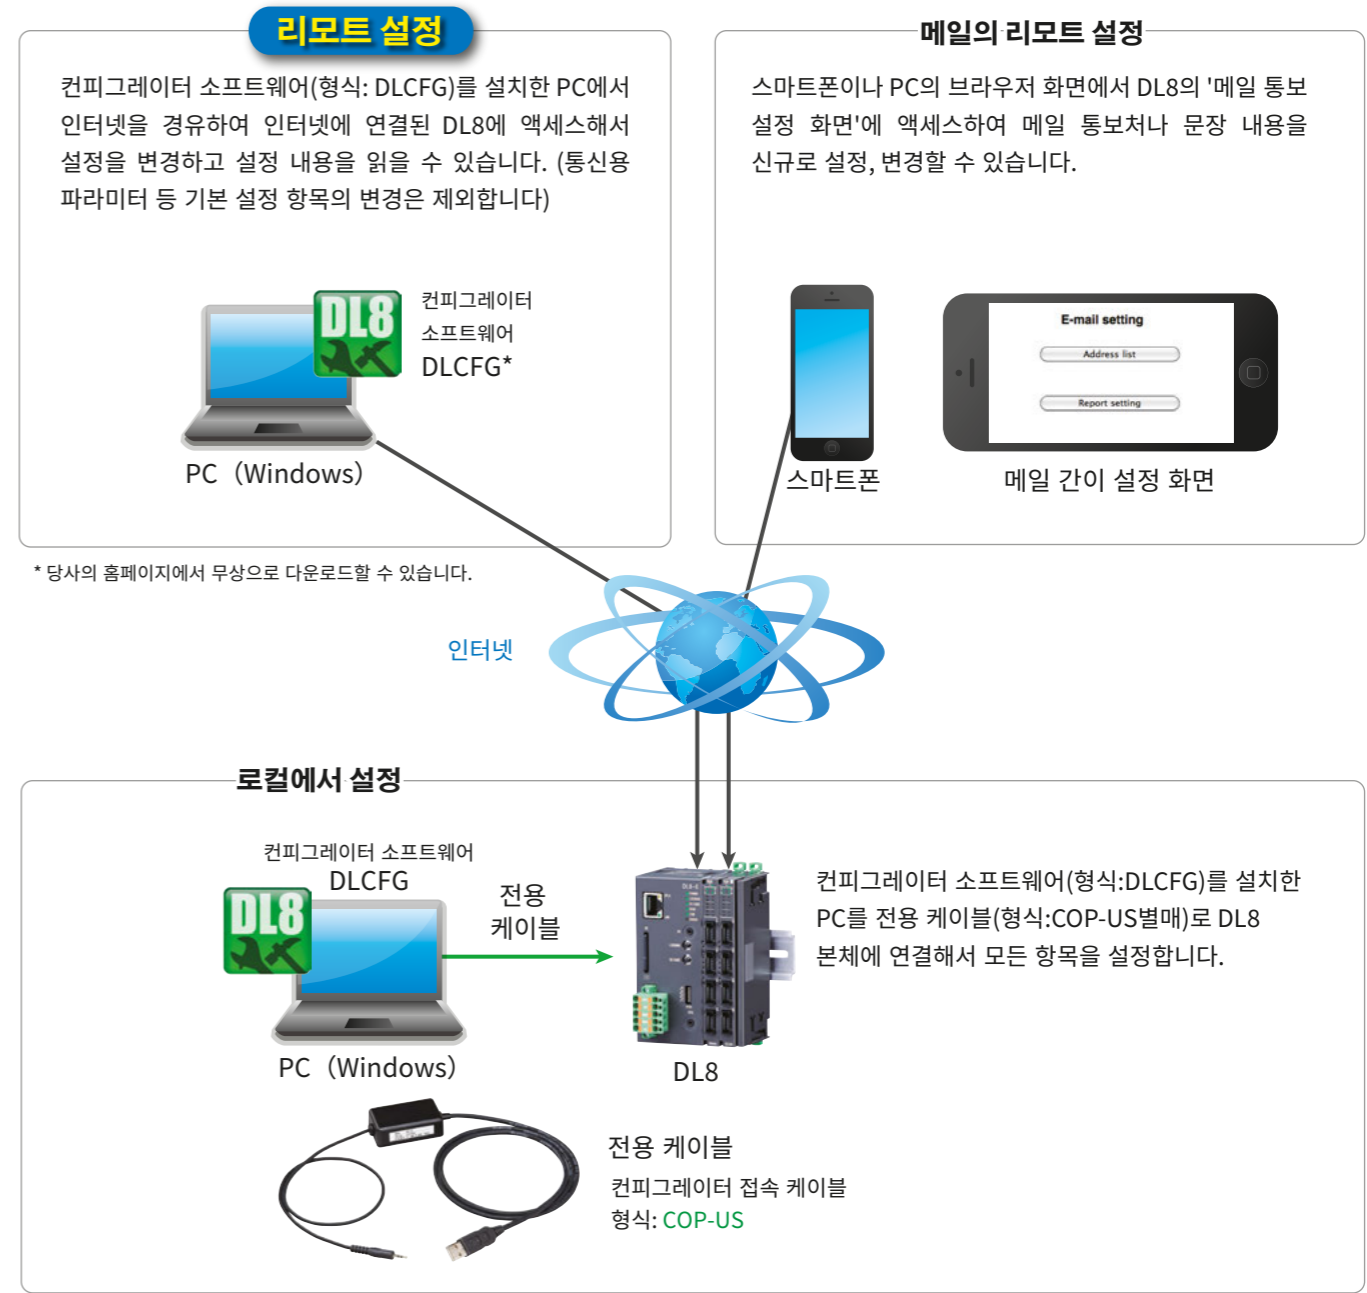 리모트 설정
컨피그레이터 소프트웨어(형식: DLCFG)를 설치한 PC에서
인터넷을 경유하여 인터넷에 연결된 DL8에 액세스해서
설정을 변경하고 설정 내용을 읽을 수 있습니다. (통신용
파라미터 등 기본 설정 항목의 변경은 제외합니다)
DL8
컨피그레이터
소프트웨어
DLCFG*
PC（Windows）
* 당사의 홈페이지에서 무상으로 다운로드할 수 있습니다.
메일의 리모트 설정
스마트폰이나 PC의 브라우저 화면에서 DL8의 '메일 통보
설정 화면'에 액세스하여 메일 통보처나 문장 내용을
신규로 설정, 변경할 수 있습니다.
E-mail setting
Address list
Report setting
스마트폰
메일 간이 설정 화면
인터넷
로컬에서 설정
컨피그레이터 소프트웨어
DLCFG
DL8
전용
케이블
PC（Windows）
DL8
컨피그레이터 소프트웨어(형식:DLCFG)를 설치한
PC를 전용 케이블(형식:COP-US별매)로 DL8
본체에 연결해서 모든 항목을 설정합니다.
전용 케이블
컨피그레이터 접속 케이블
형식: COP-US